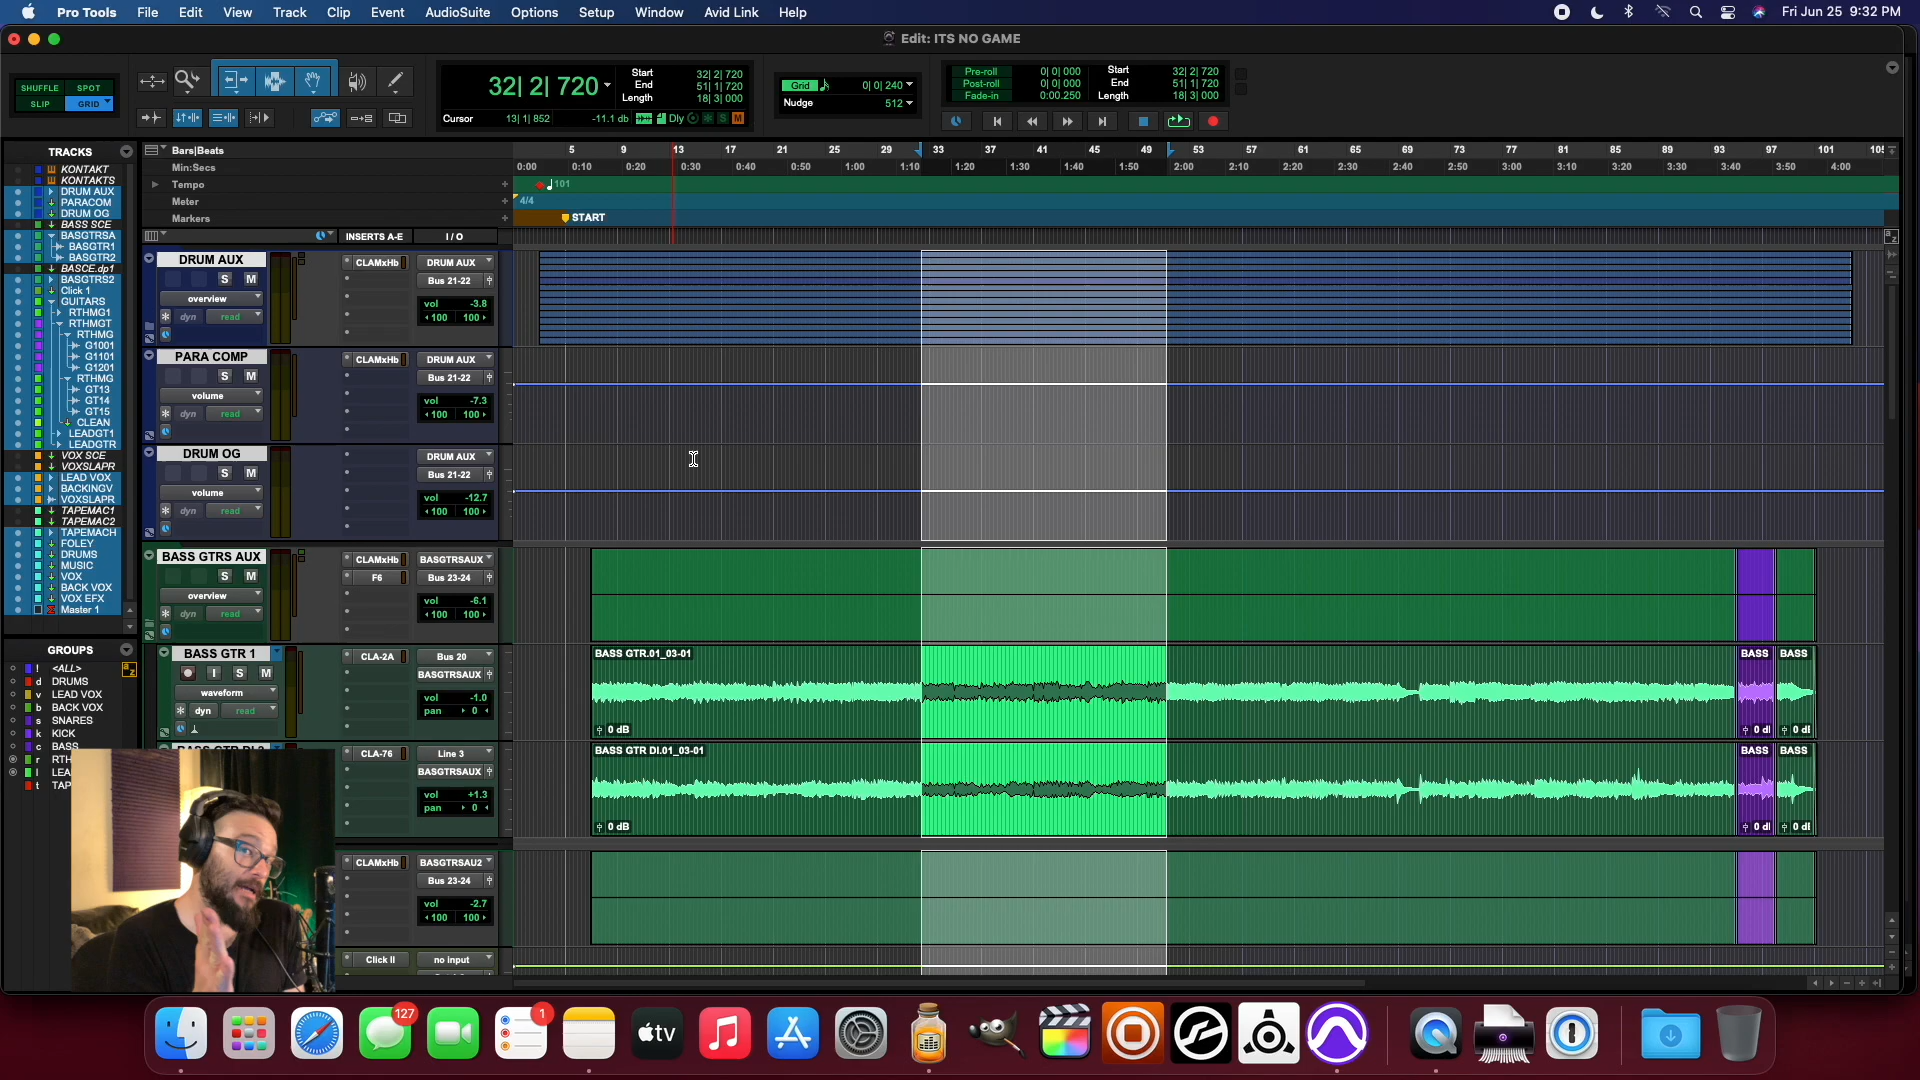 Pro Tools File Edit View Track Clip Event AudioSuite Options Setup Window Avid Link Help Fri Jun 25 9:32 PM
Edit: ITS NO GAME
SHUFFLE SPOT
SLIP GRID
32| 2| 720
Start 32| 2| 720
End 51| 1| 720
Length 18| 3| 000
Cursor 13| 1| 852 -11.1 db Dly S M
Grid 0| 0| 240
Nudge 512
Pre-roll 0| 0| 000 Start 32| 2| 720
Post-roll 0| 0| 000 End 51| 1| 720
Fade-in 0:00.250 Length 18| 3| 000
TRACKS
KONTAKT
KONTAKTS
DRUM AUX
PARACOM
DRUM OG
BASS SCE
BASGTRSA
BASGTR1
BASGTR2
BASCE.dp1
BASGTRS2
Click 1
GUITARS
RTHMG1
RTHMGT
RTHMG
G1001
G1101
G1201
RTHMG
GT13
GT14
GT15
CLEAN
LEADGT1
LEADGTR
VOX SCE
VOXSLAPR
LEAD VOX
BACKINGV
VOXSLAPR
TAPEMAC1
TAPEMAC2
TAPEMACH
FOLEY
DRUMS
MUSIC
VOX
BACK VOX
VOX EFX
Master 1
GROUPS
! <ALL>
d DRUMS
v LEAD VOX
b BACK VOX
s SNARES
k KICK
c BASS
r RTH
l LEA
t TAP
Bars|Beats 5 9 13 17 21 25 29 33 37 41 45 49 53 57 61 65 69 73 77 81 85 89 93 97 101 105
Min:Secs 0:00 0:10 0:20 0:30 0:40 0:50 1:00 1:10 1:20 1:30 1:40 1:50 2:00 2:10 2:20 2:30 2:40 2:50 3:00 3:10 3:20 3:30 3:40 3:50 4:00
Tempo 101
Meter 4/4
Markers START
INSERTS A-E I / O
DRUM AUX CLAMxHb DRUM AUX
S M Bus 21-22
overview vol -3.8
dyn read 100 100
PARA COMP CLAMxHb DRUM AUX
S M Bus 21-22
volume vol -7.3
dyn read 100 100
DRUM OG DRUM AUX
S M Bus 21-22
volume vol -12.7
dyn read 100 100
BASS GTRS AUX CLAMxHb BASGTRSAUX
S M F6 Bus 23-24
overview vol -6.1
dyn read 100 100
BASS GTR 1 CLA-2A Bus 20 BASS GTR.01_03-01 BASS BASS
I S M BASGTRSAUX
waveform vol -1.0
dyn read pan 0
0 dB 0 dl 0 dl
CLA-76 Line 3 BASS GTR DI.01_03-01 BASS BASS
BASGTRSAUX
vol +1.3
pan 0
0 dB 0 dl 0 dl
CLAMxHb BASGTRSAU2
Bus 23-24
vol -2.7
100 100
Click II no input
127
1
tv